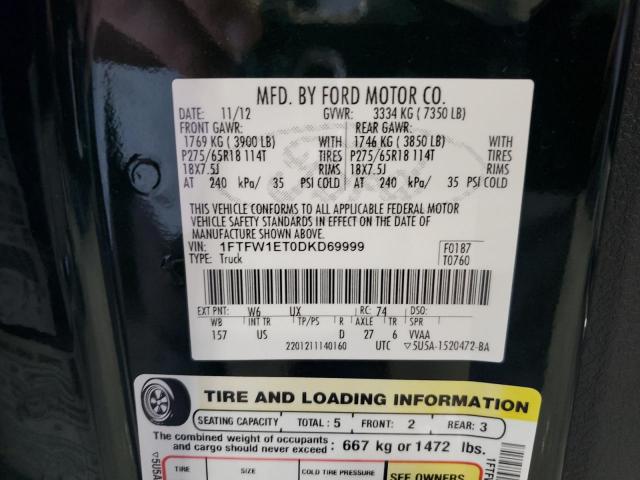 MFD. BY FORD MOTOR CO.
DATE: 11/12 GVWR: 3334 KG ( 7350 LB)
FRONT GAWR: REAR GAWR:
1769 KG ( 3900 LB) WITH 1746 KG ( 3850 LB) WITH
P275/65R18 114T TIRES P275/65R18 114T TIRES
18X7.5J RIMS 18X7.5J RIMS
AT 240 kPa/ 35 PSI COLD AT 240 kPa/ 35 PSI COLD
THIS VEHICLE CONFORMS TO ALL APPLICABLE FEDERAL MOTOR
VEHICLE SAFETY STANDARDS IN EFFECT ON THE DATE OF
MANUFACTURE SHOWN ABOVE.
VIN: 1FTFW1ET0DKD69999 F0187
TYPE: Truck T0760
EXT PNT: W6 UX RC: 74 DSO:
WB INT TR TP/PS R AXLE TR SPR
157 US D 27 6 VVAA
2201211140160 UTC ▽5U5A-1520472-BA
TIRE AND LOADING INFORMATION
SEATING CAPACITY TOTAL : 5 FRONT: 2 REAR: 3
The combined weight of occupants
and cargo should never exceed: 667 kg or 1472 lbs.
TIRE SIZE COLD TIRE PRESSURE SEE OWNERS
▽5U5A
1FTF